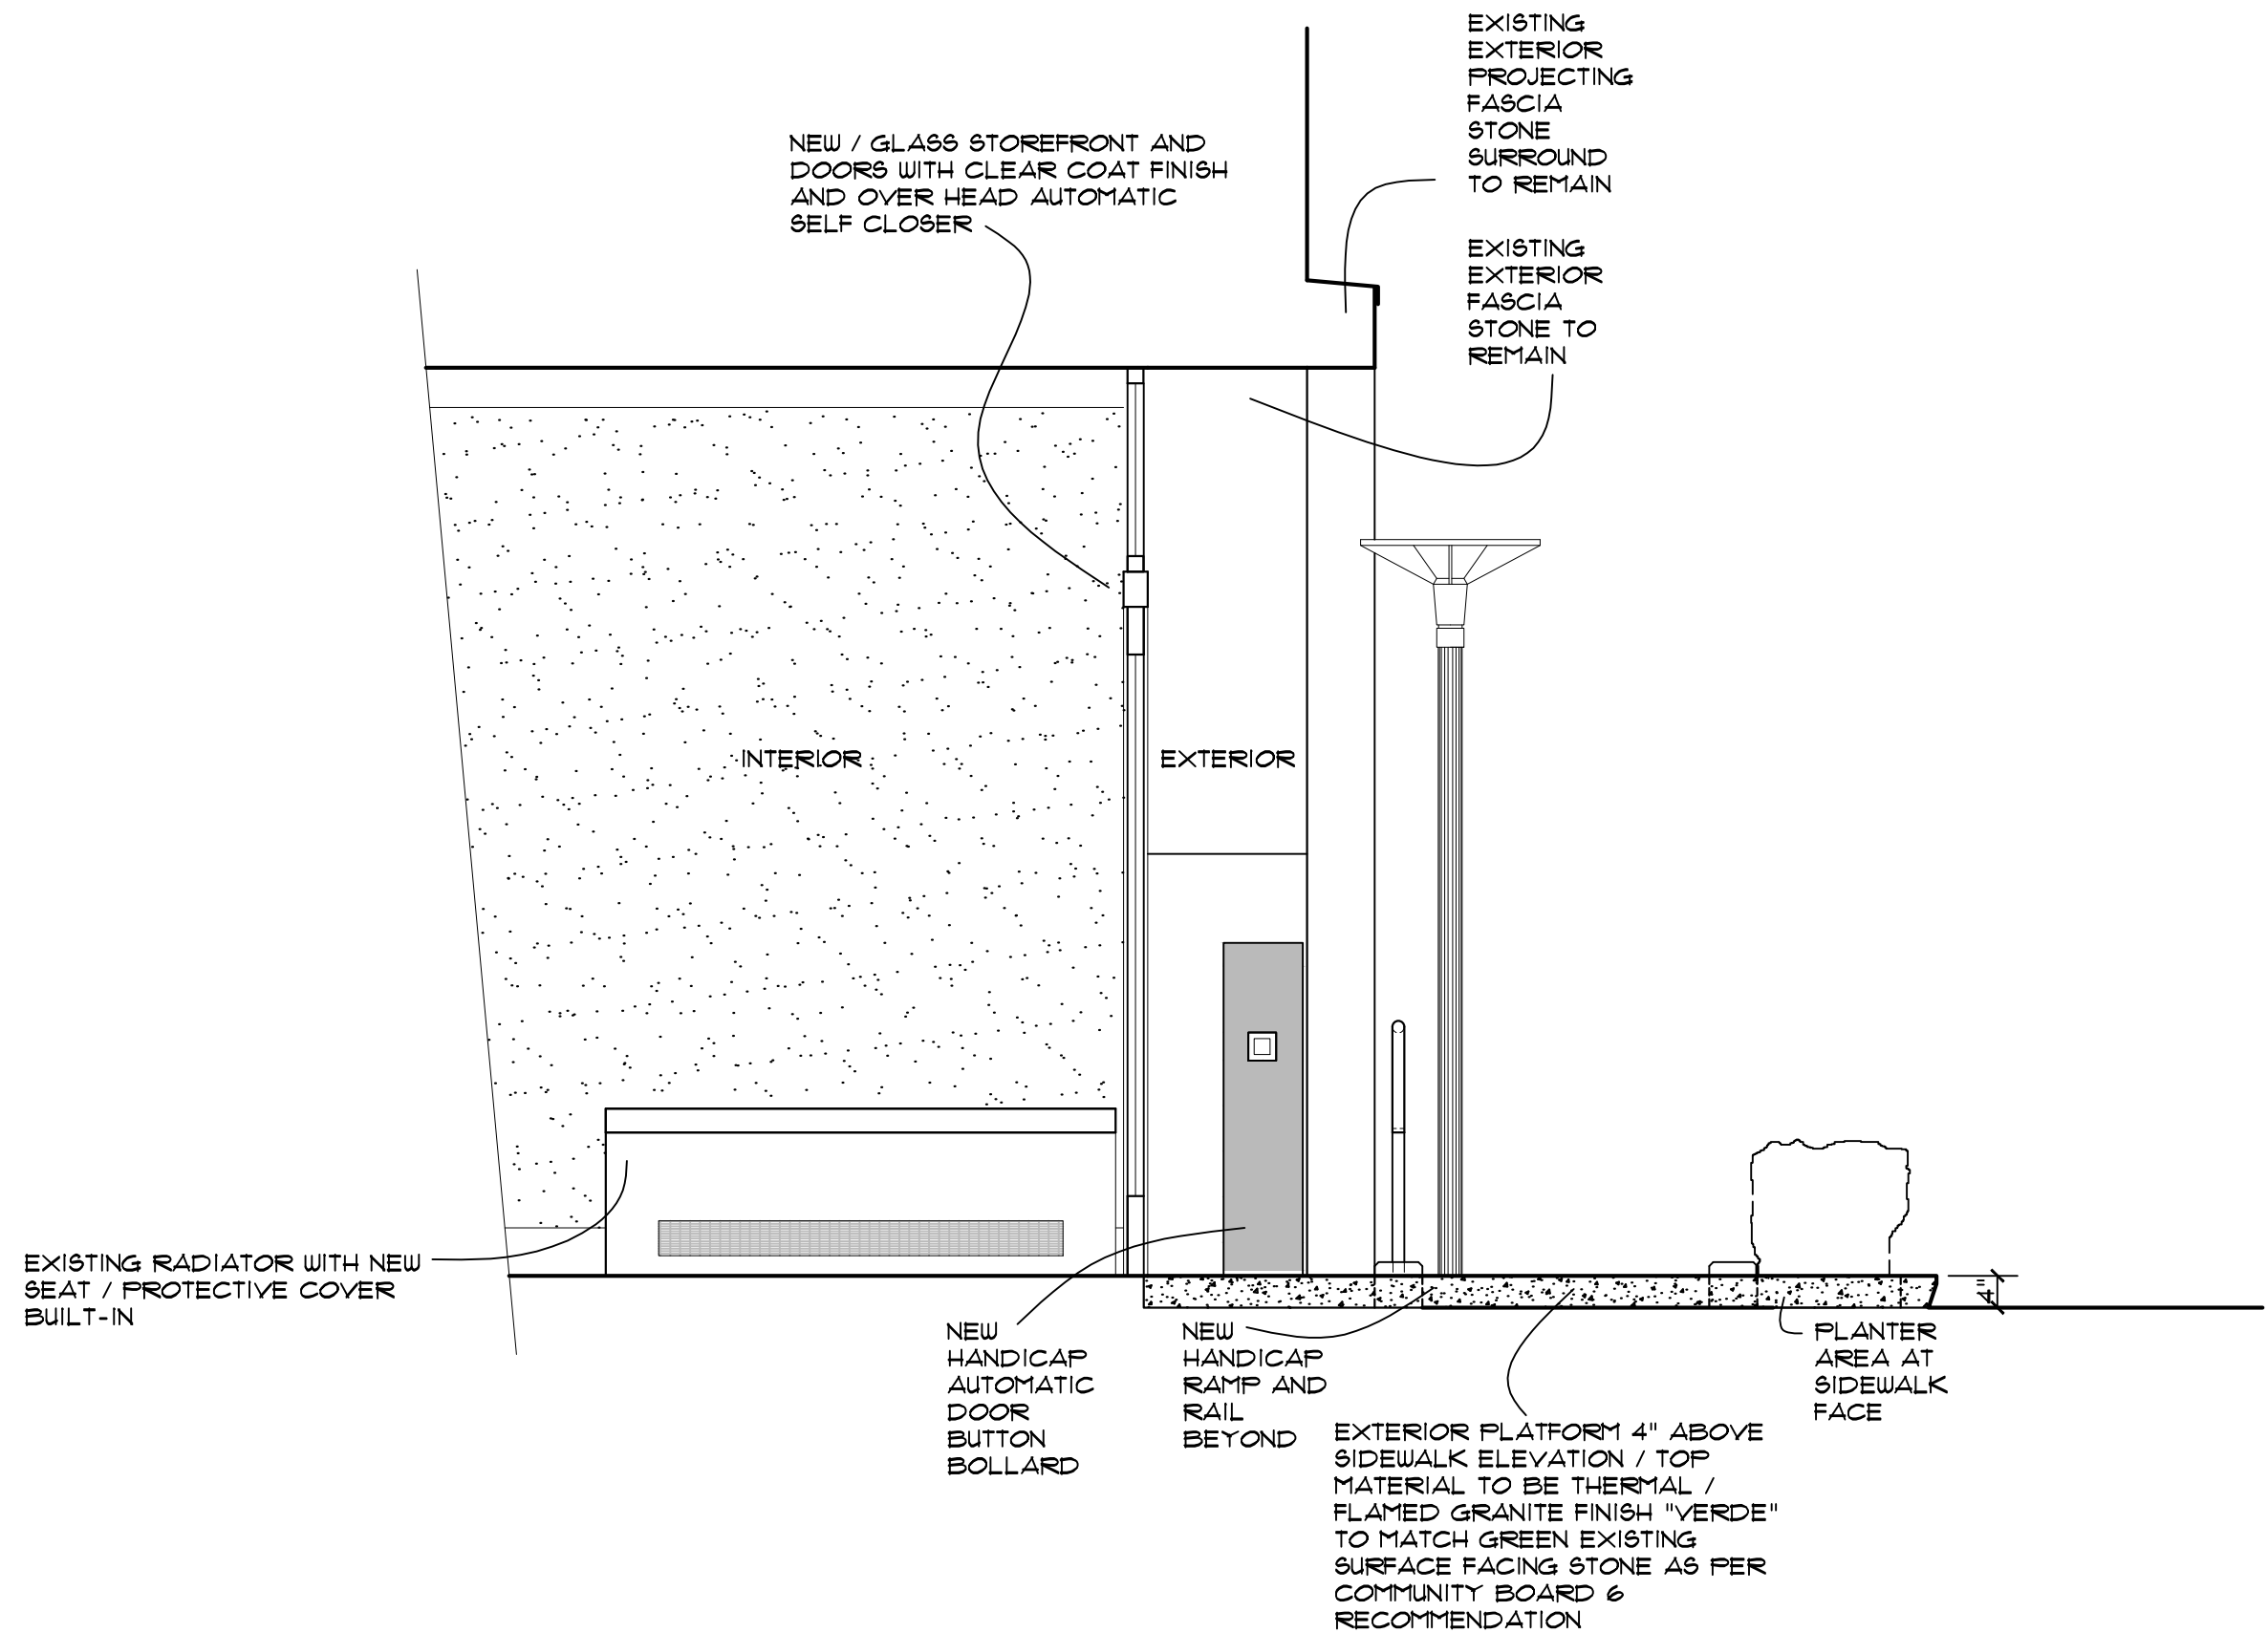 EXISTING
EXTERIOR
PROJECTING
FASCIA
STONE
SURROUND
TO REMAIN
NEW / GLASS STOREFRONT AND
DOORS WITH CLEAR COAT FINISH
AND OVER HEAD AUTOMATIC
SELF CLOSER
EXISTING
EXTERIOR
FASCIA
STONE TO
REMAIN
INTERIOR
EXTERIOR
EXISTING RADIATOR WITH NEW
SEAT / PROTECTIVE COVER
BUILT-IN
4"
NEW
HANDICAP
AUTOMATIC
DOOR
BUTTON
BOLLARD
NEW
HANDICAP
RAMP AND
RAIL
BEYOND
PLANTER
AREA AT
SIDEWALK
FACE
EXTERIOR PLATFORM 4" ABOVE
SIDEWALK ELEVATION / TOP
MATERIAL TO BE THERMAL /
FLAMED GRANITE FINISH "VERDE"
TO MATCH GREEN EXISTING
SURFACE FACING STONE AS PER
COMMUNITY BOARD 6
RECOMMENDATION